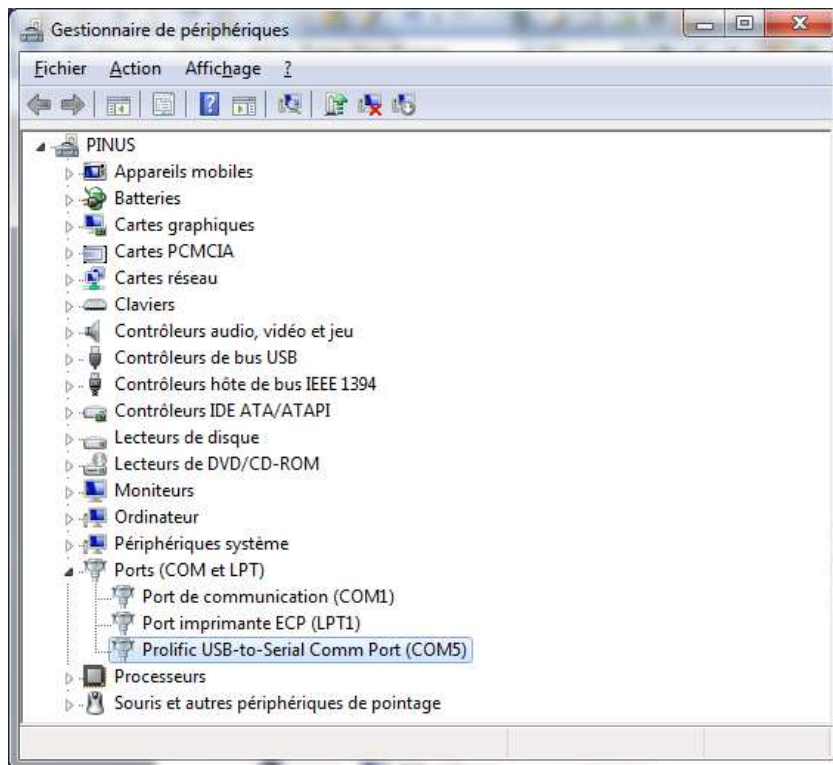 Gestionnaire de périphériques
Fichier Action Affichage ?
PINUS
Appareils mobiles
Batteries
Cartes graphiques
Cartes PCMCIA
Cartes réseau
Claviers
Contrôleurs audio, vidéo et jeu
Contrôleurs de bus USB
Contrôleurs hôte de bus IEEE 1394
Contrôleurs IDE ATA/ATAPI
Lecteurs de disque
Lecteurs de DVD/CD-ROM
Moniteurs
Ordinateur
Périphériques système
Ports (COM et LPT)
Port de communication (COM1)
Port imprimante ECP (LPT1)
Prolific USB-to-Serial Comm Port (COM5)
Processeurs
Souris et autres périphériques de pointage